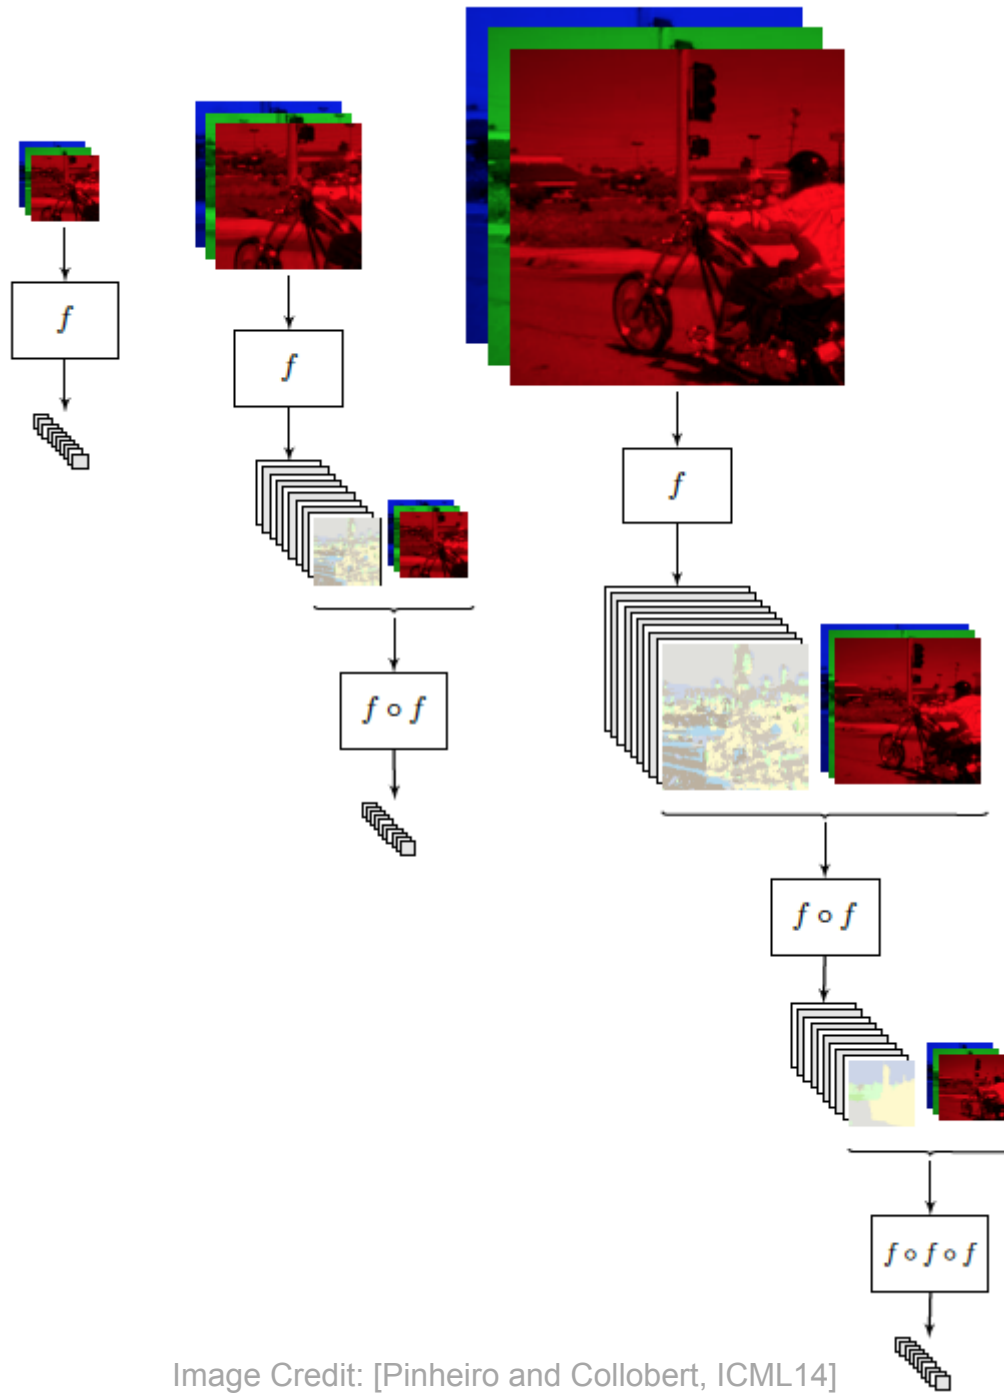 f
f
f
f ∘ f
f ∘ f
f ∘ f ∘ f
Image Credit: [Pinheiro and Collobert, ICML14]